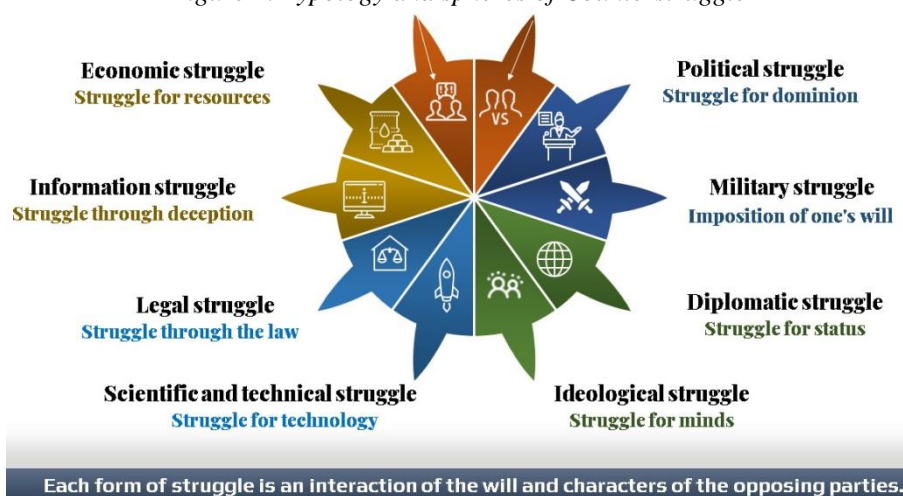 Economic struggle
Struggle for resources
Political struggle
Struggle for dominion
VS
Information struggle
Struggle through deception
Military struggle
Imposition of one's will
Legal struggle
Struggle through the law
Diplomatic struggle
Struggle for status
Scientific and technical struggle
Struggle for technology
Ideological struggle
Struggle for minds
Each form of struggle is an interaction of the will and characters of the opposing parties.